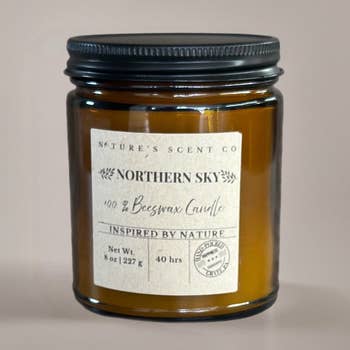 NATURE'S SCENT CO
NORTHERN SKY
100 % Beeswax Candle
INSPIRED BY NATURE
Net Wt.
8 oz | 227 g
40 hrs